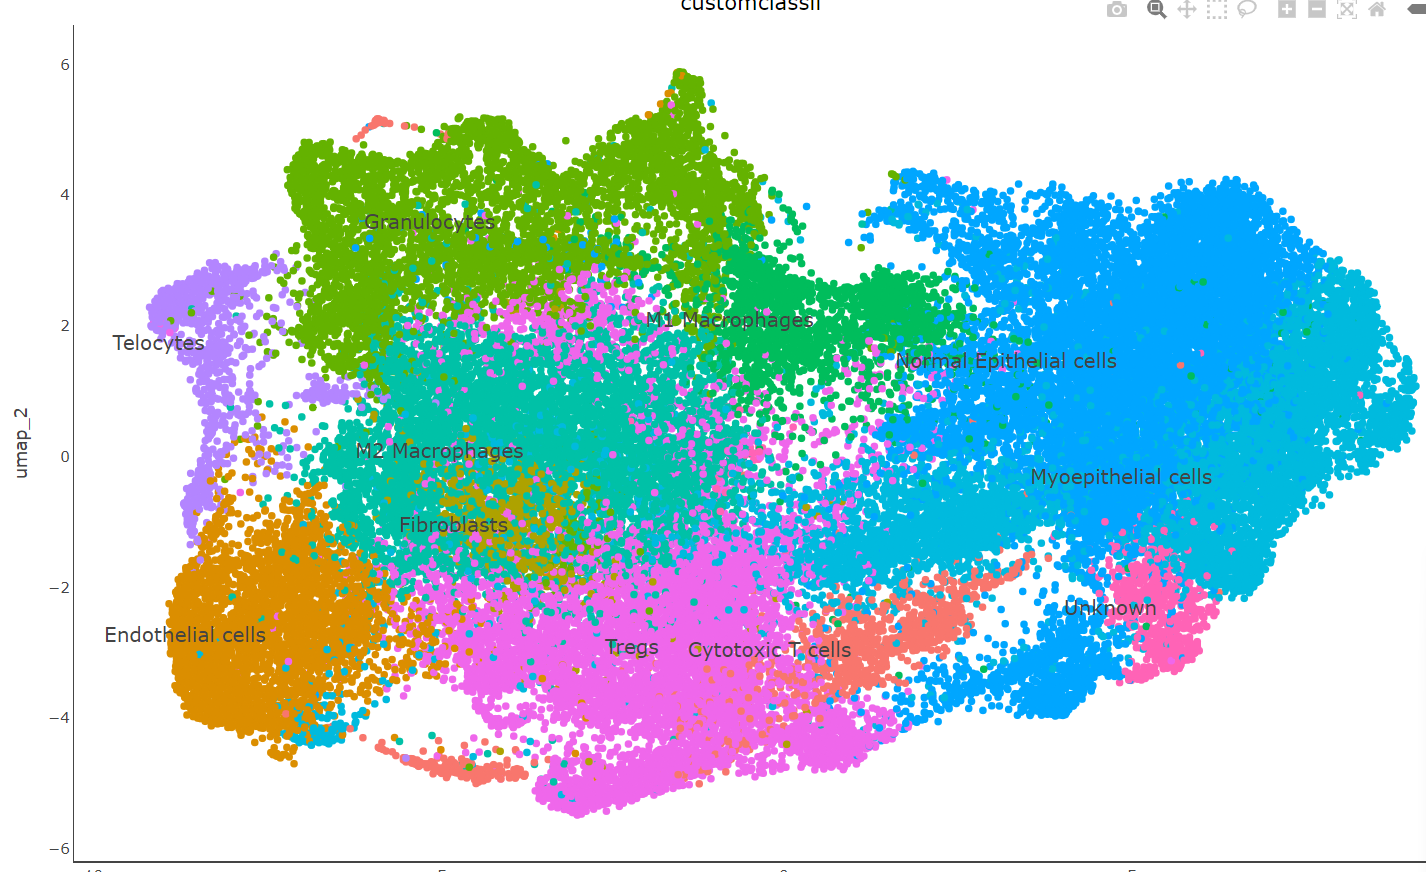 customclassif
6
4
2
0
−2
−4
−6
umap_2
Granulocytes
M1 Macrophages
Telocytes
Normal Epithelial cells
M2 Macrophages
Myoepithelial cells
Fibroblasts
Unknown
Endothelial cells
Tregs
Cytotoxic T cells